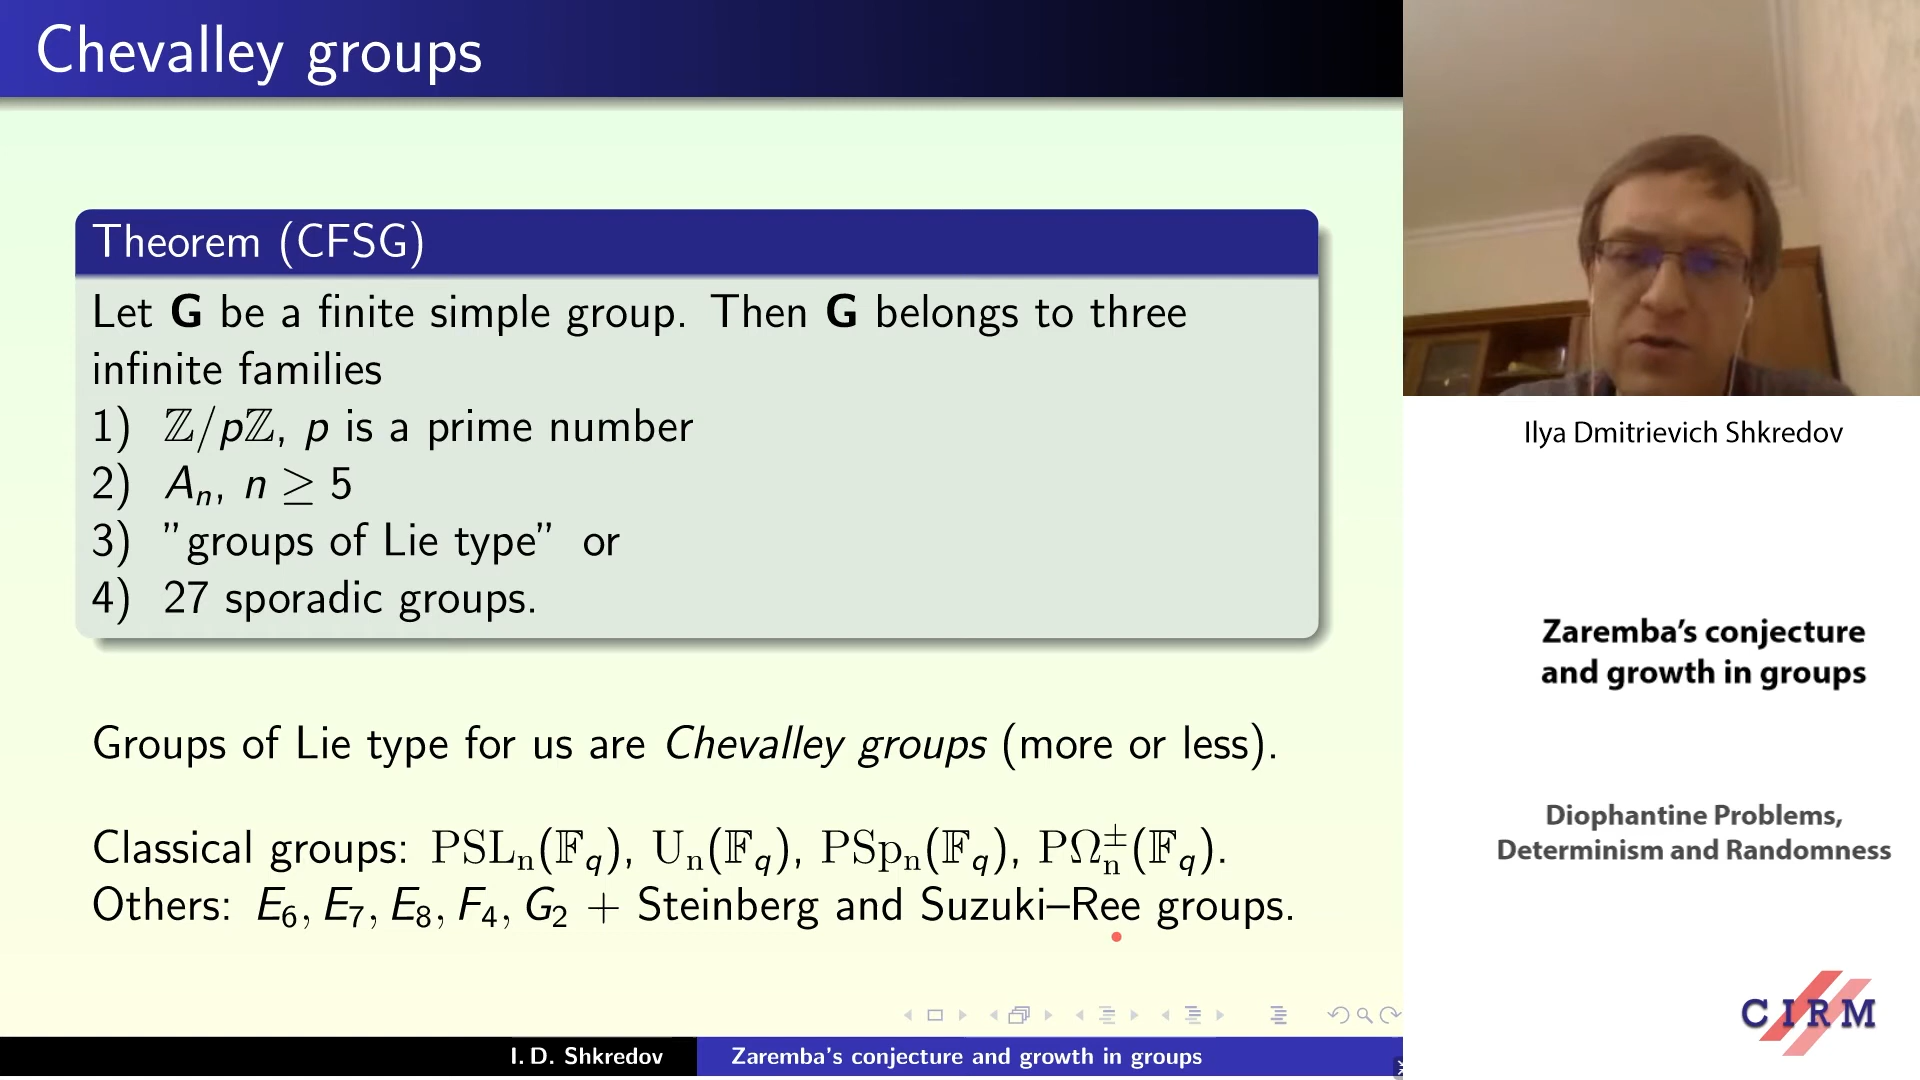 Chevalley groups
Theorem (CFSG)
Let G be a finite simple group. Then G belongs to three
infinite families
1) ℤ/pℤ, p is a prime number
2) Aₙ, n ≥ 5
3) ”groups of Lie type” or
4) 27 sporadic groups.
Groups of Lie type for us are Chevalley groups (more or less).
Classical groups: PSLₙ(𝔽_q), Uₙ(𝔽_q), PSpₙ(𝔽_q), PΩₙ^±(𝔽_q).
Others: E₆, E₇, E₈, F₄, G₂ + Steinberg and Suzuki–Ree groups.
I. D. Shkredov
Zaremba’s conjecture and growth in groups
Ilya Dmitrievich Shkredov
Zaremba’s conjecture
and growth in groups
Diophantine Problems,
Determinism and Randomness
CIRM